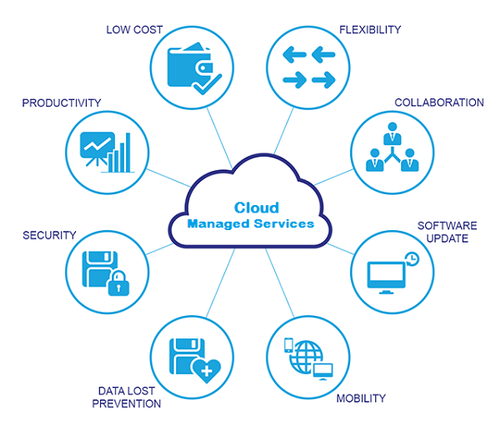 LOW COST
FLEXIBILITY
PRODUCTIVITY
COLLABORATION
Cloud
Managed Services
SECURITY
SOFTWARE
UPDATE
DATA LOST
PREVENTION
MOBILITY